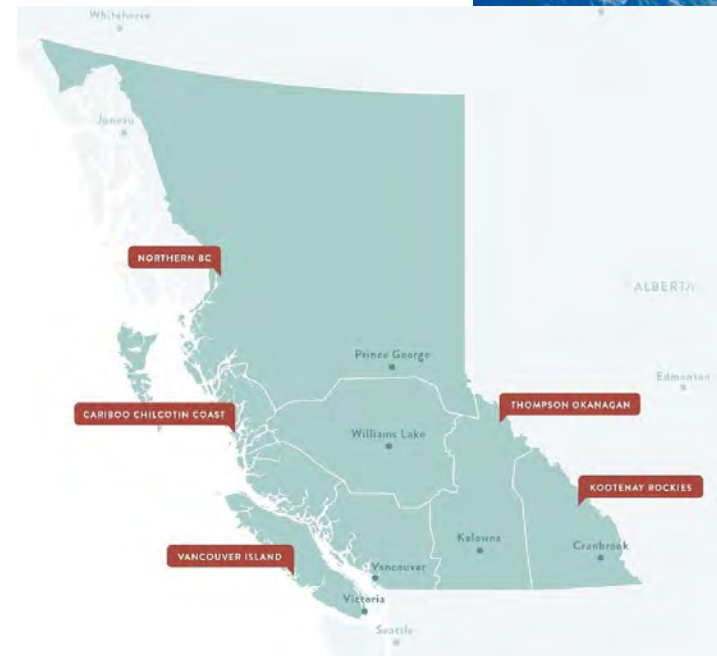 Whitehorse
Juneau
NORTHERN BC
ALBERTA
Prince George
Edmonton
THOMPSON OKANAGAN
CARIBOO CHILCOTIN COAST
Williams Lake
KOOTENAY ROCKIES
Kelowna
Cranbrook
VANCOUVER ISLAND
Vancouver
Victoria
Seattle